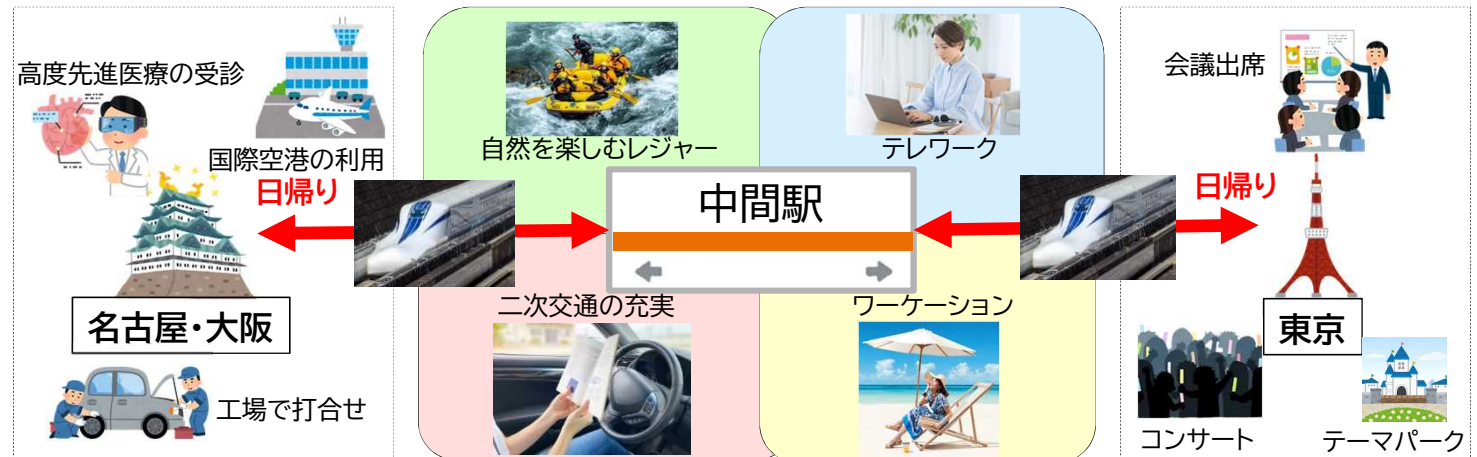 高度先進医療の受診
国際空港の利用
日帰り
名古屋・大阪
工場で打合せ
自然を楽しむレジャー
テレワーク
中間駅
二次交通の充実
ワーケーション
会議出席
日帰り
東京
コンサート
テーマパーク